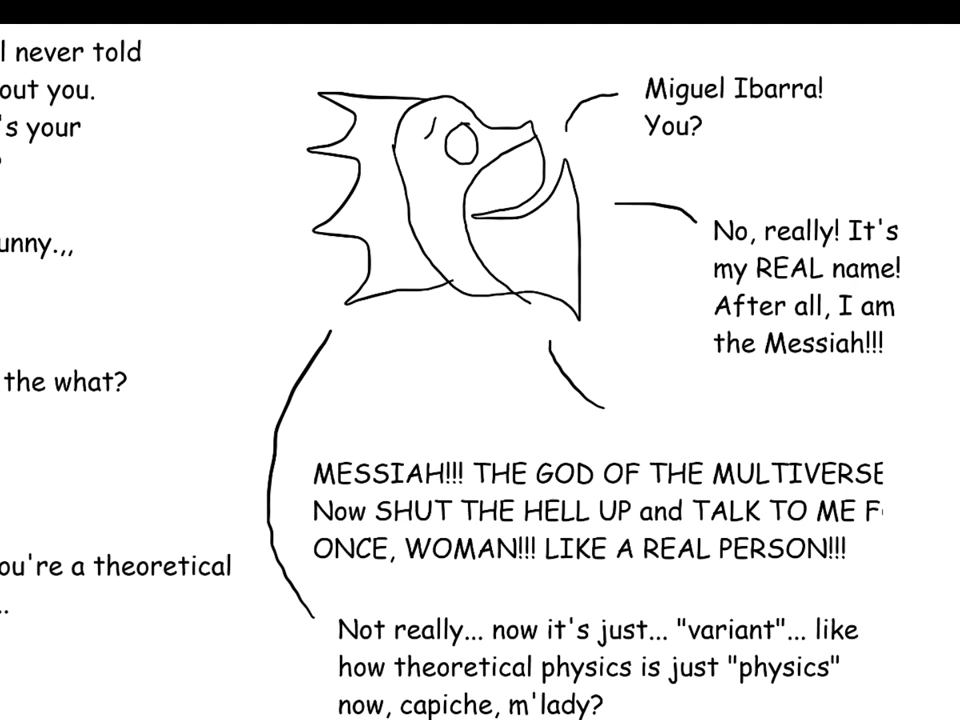 l never told
out you.
's your
?
unny.,,
the what?
ou're a theoretical
..
Miguel Ibarra!
You?
No, really! It's
my REAL name!
After all, I am
the Messiah!!!
MESSIAH!!! THE GOD OF THE MULTIVERSE
Now SHUT THE HELL UP and TALK TO ME F
ONCE, WOMAN!!! LIKE A REAL PERSON!!!
Not really... now it's just... "variant"... like
how theoretical physics is just "physics"
now, capiche, m'lady?